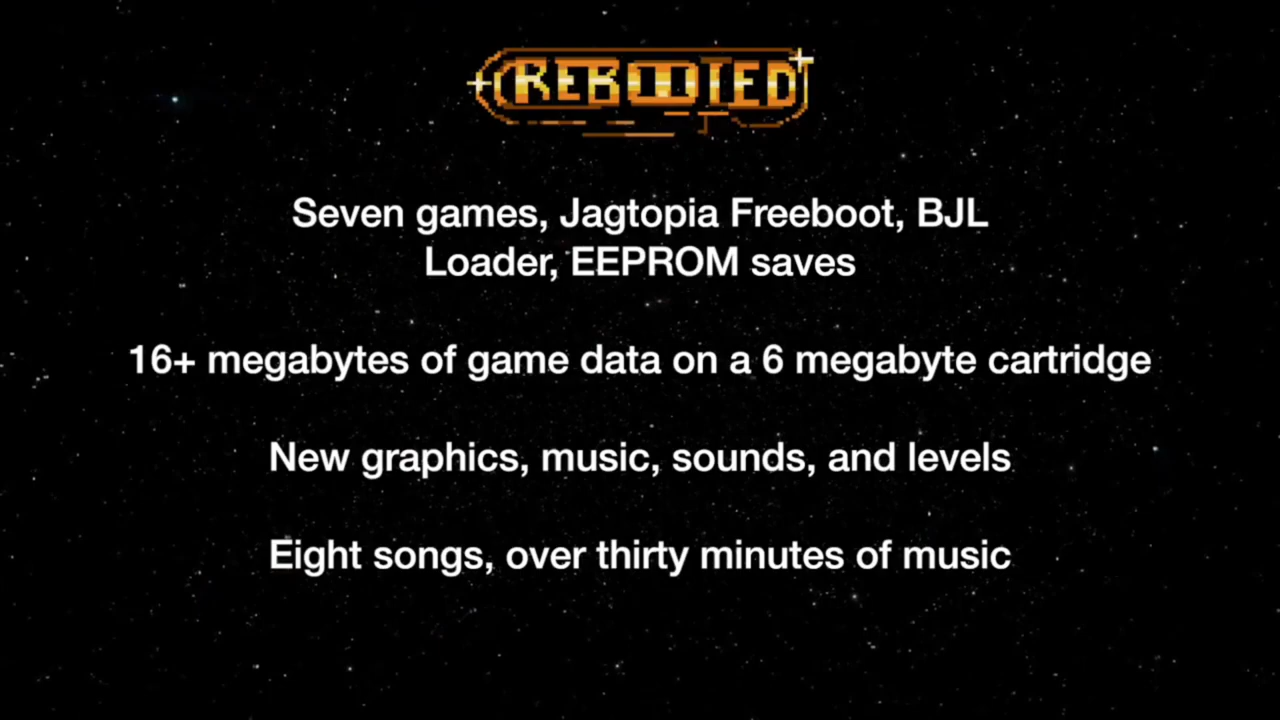 REBOOTED
Seven games, Jagtopia Freeboot, BJL
Loader, EEPROM saves
16+ megabytes of game data on a 6 megabyte cartridge
New graphics, music, sounds, and levels
Eight songs, over thirty minutes of music